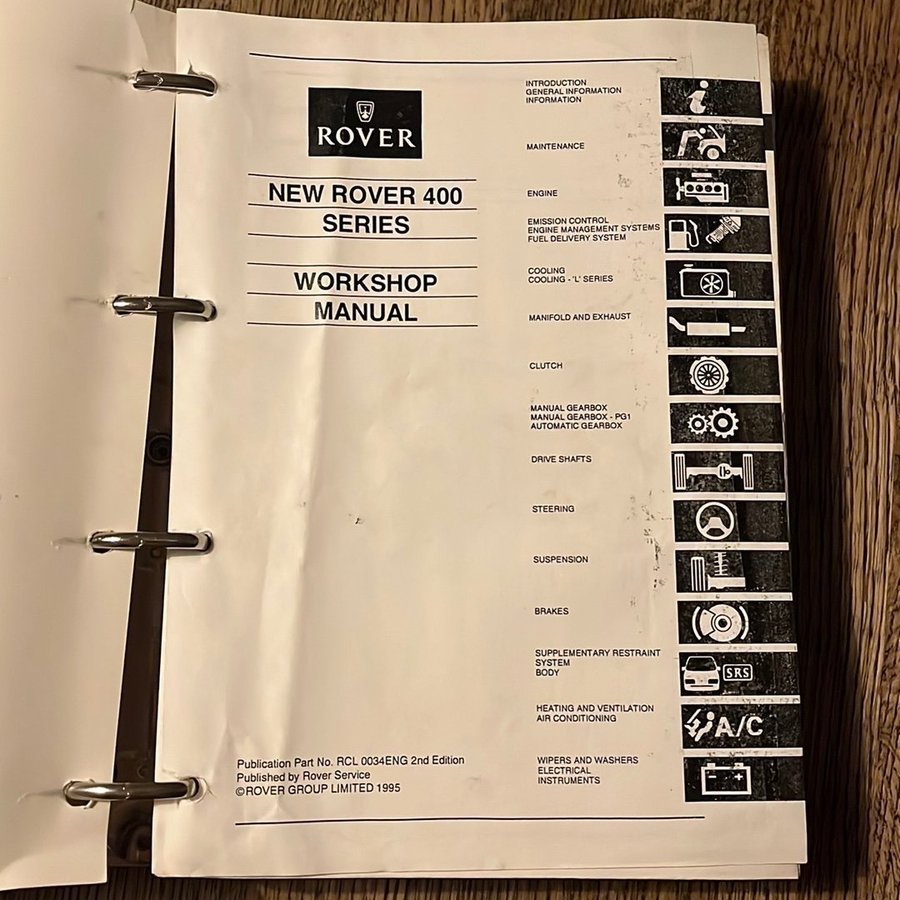 ROVER
NEW ROVER 400
SERIES
WORKSHOP
MANUAL
INTRODUCTION
GENERAL INFORMATION
INFORMATION
MAINTENANCE
ENGINE
EMISSION CONTROL
ENGINE MANAGEMENT SYSTEMS
FUEL DELIVERY SYSTEM
COOLING
COOLING - 'L' SERIES
MANIFOLD AND EXHAUST
CLUTCH
MANUAL GEARBOX
MANUAL GEARBOX - PG1
AUTOMATIC GEARBOX
DRIVE SHAFTS
STEERING
SUSPENSION
BRAKES
SUPPLEMENTARY RESTRAINT
SYSTEM
BODY
SRS
HEATING AND VENTILATION
AIR CONDITIONING
A/C
WIPERS AND WASHERS
ELECTRICAL
INSTRUMENTS
Publication Part No. RCL 0034ENG 2nd Edition
Published by Rover Service
©ROVER GROUP LIMITED 1995